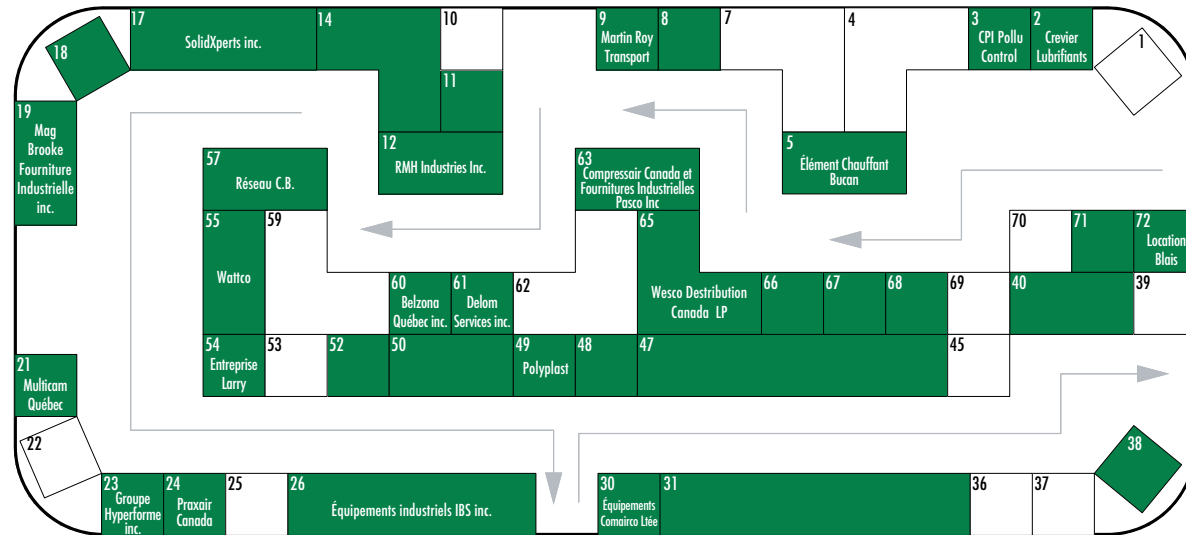 17
SolidXperts inc.
14
10
9
Martin Roy
Transport
8
7
4
3
CPI Pollu
Control
2
Crevier
Lubrifiants
1
18
11
19
Mag
Brooke
Fourniture
Industrielle
inc.
12
RMH Industries Inc.
5
Élément Chauffant
Bucan
57
Réseau C.B.
63
Compressair Canada et
Fournitures Industrielles
Pasco Inc
55
Wattco
59
65
Wesco Destribution
Canada LP
70
71
72
Location
Blais
60
Belzona
Québec inc.
61
Delom
Services inc.
62
66
67
68
69
40
39
54
Entreprise
Larry
53
52
50
49
Polyplast
48
47
45
21
Multicam
Québec
22
38
23
Groupe
Hyperforme
inc.
24
Praxair
Canada
25
26
Équipements industriels IBS inc.
30
Équipements
Comairco Ltée
31
36
37